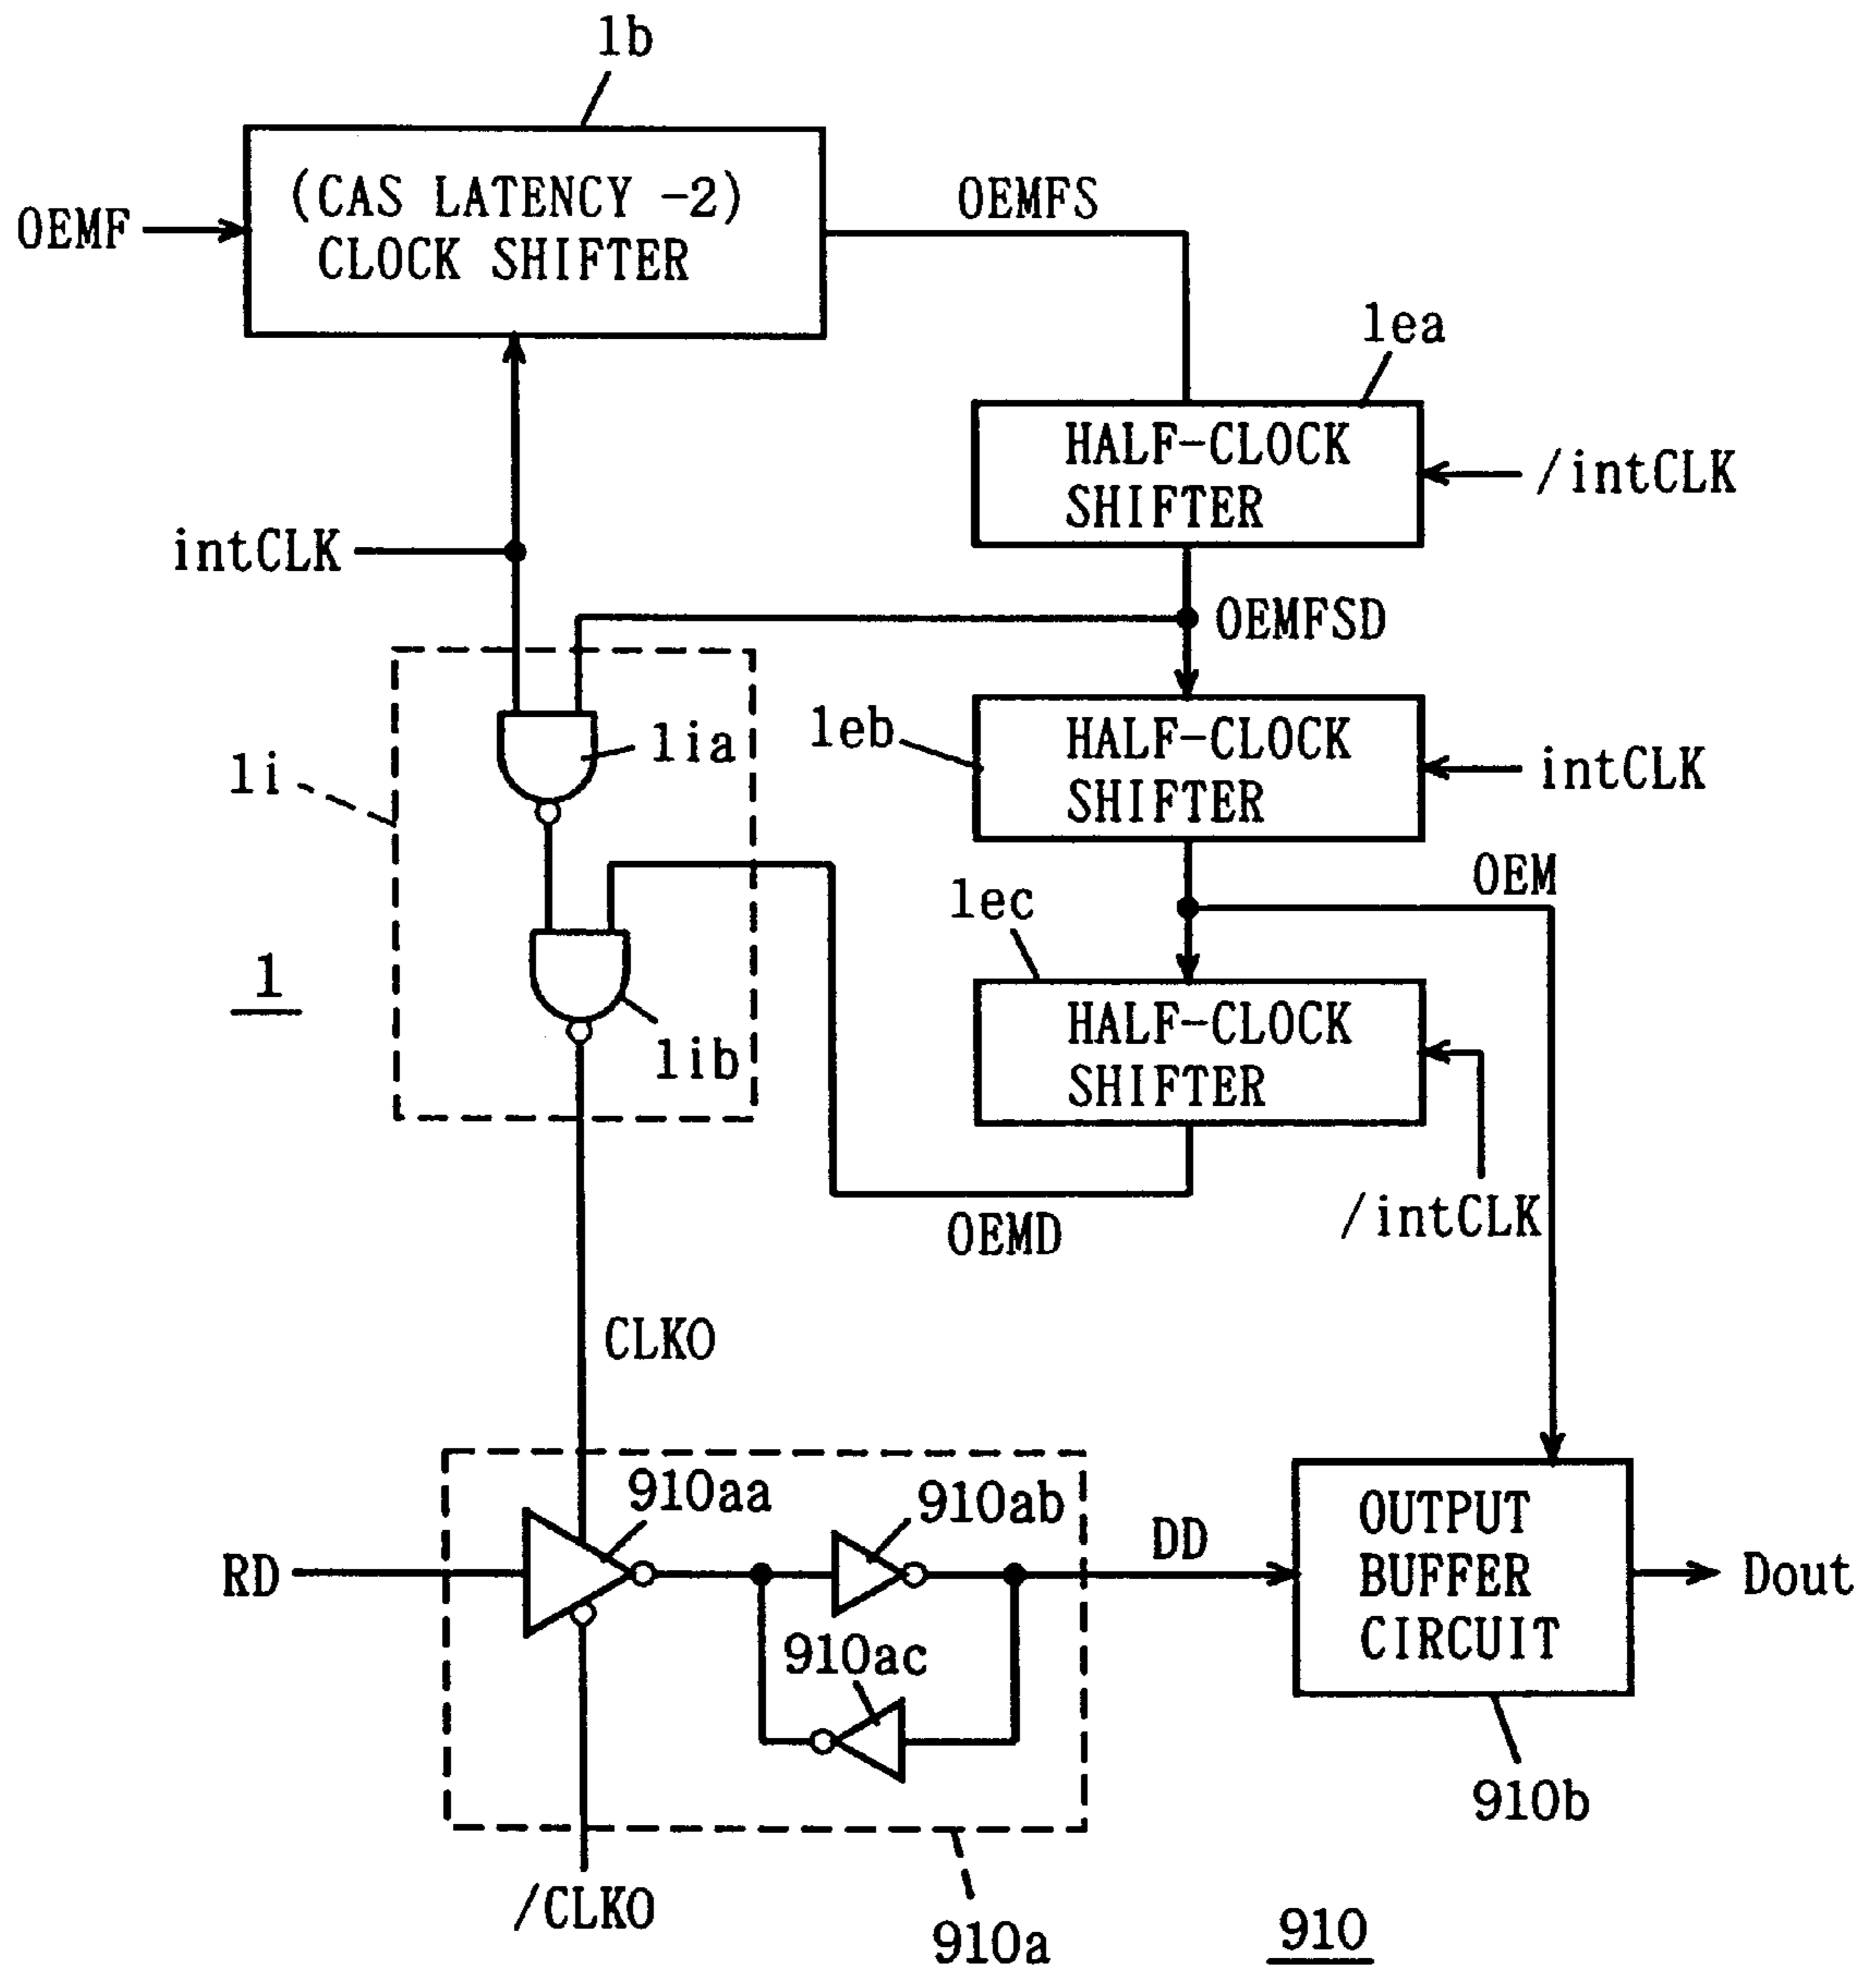 1b
(CAS LATENCY -2)
CLOCK SHIFTER
OEMF
OEMFS
1ea
HALF-CLOCK
SHIFTER
/intCLK
intCLK
OEMFSD
1ia
1i
1eb
HALF-CLOCK
SHIFTER
intCLK
OEM
1ec
1
HALF-CLOCK
SHIFTER
1ib
/intCLK
OEMD
CLKO
910aa
910ab
DD
RD
OUTPUT
BUFFER
CIRCUIT
Dout
910ac
910b
/CLKO
910a
910